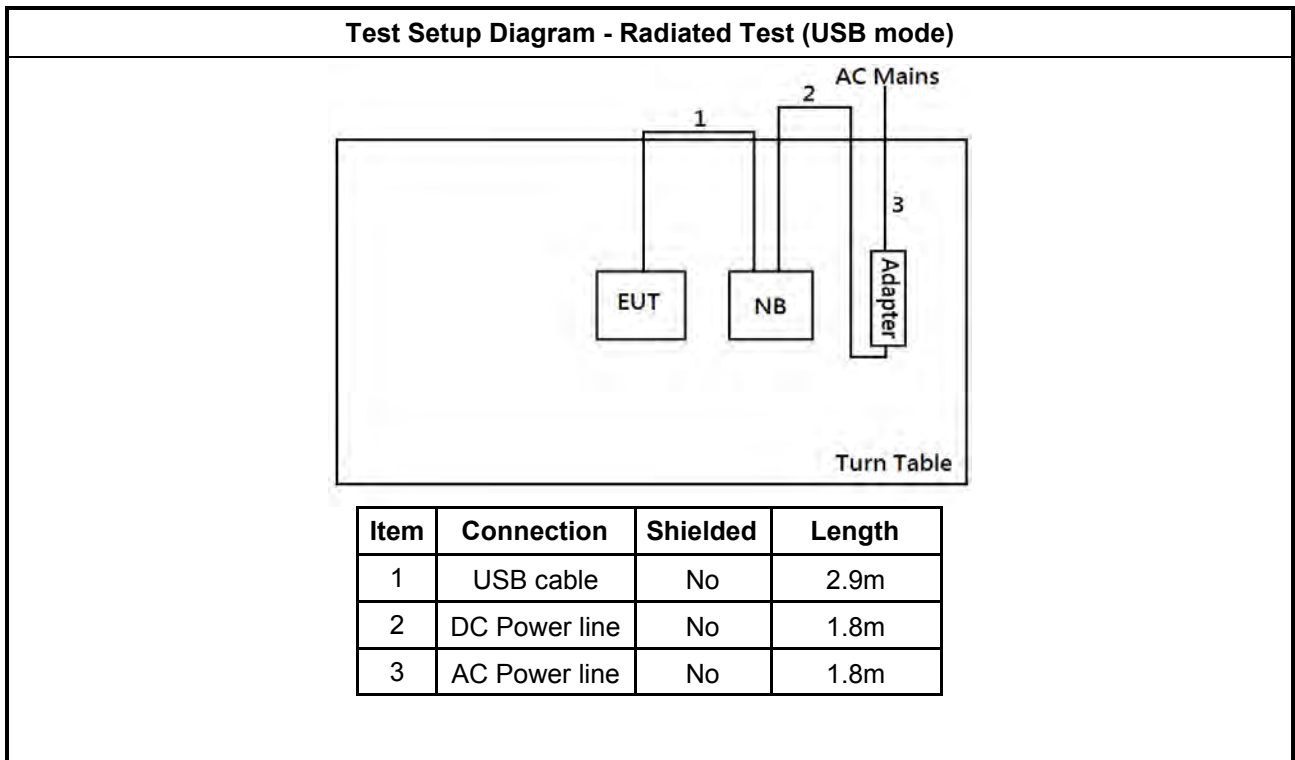 Test Setup Diagram - Radiated Test (USB mode)
AC Mains
2
1
3
Adapter
EUT
NB
Turn Table
Item Connection Shielded Length
1 USB cable No 2.9m
2 DC Power line No 1.8m
3 AC Power line No 1.8m